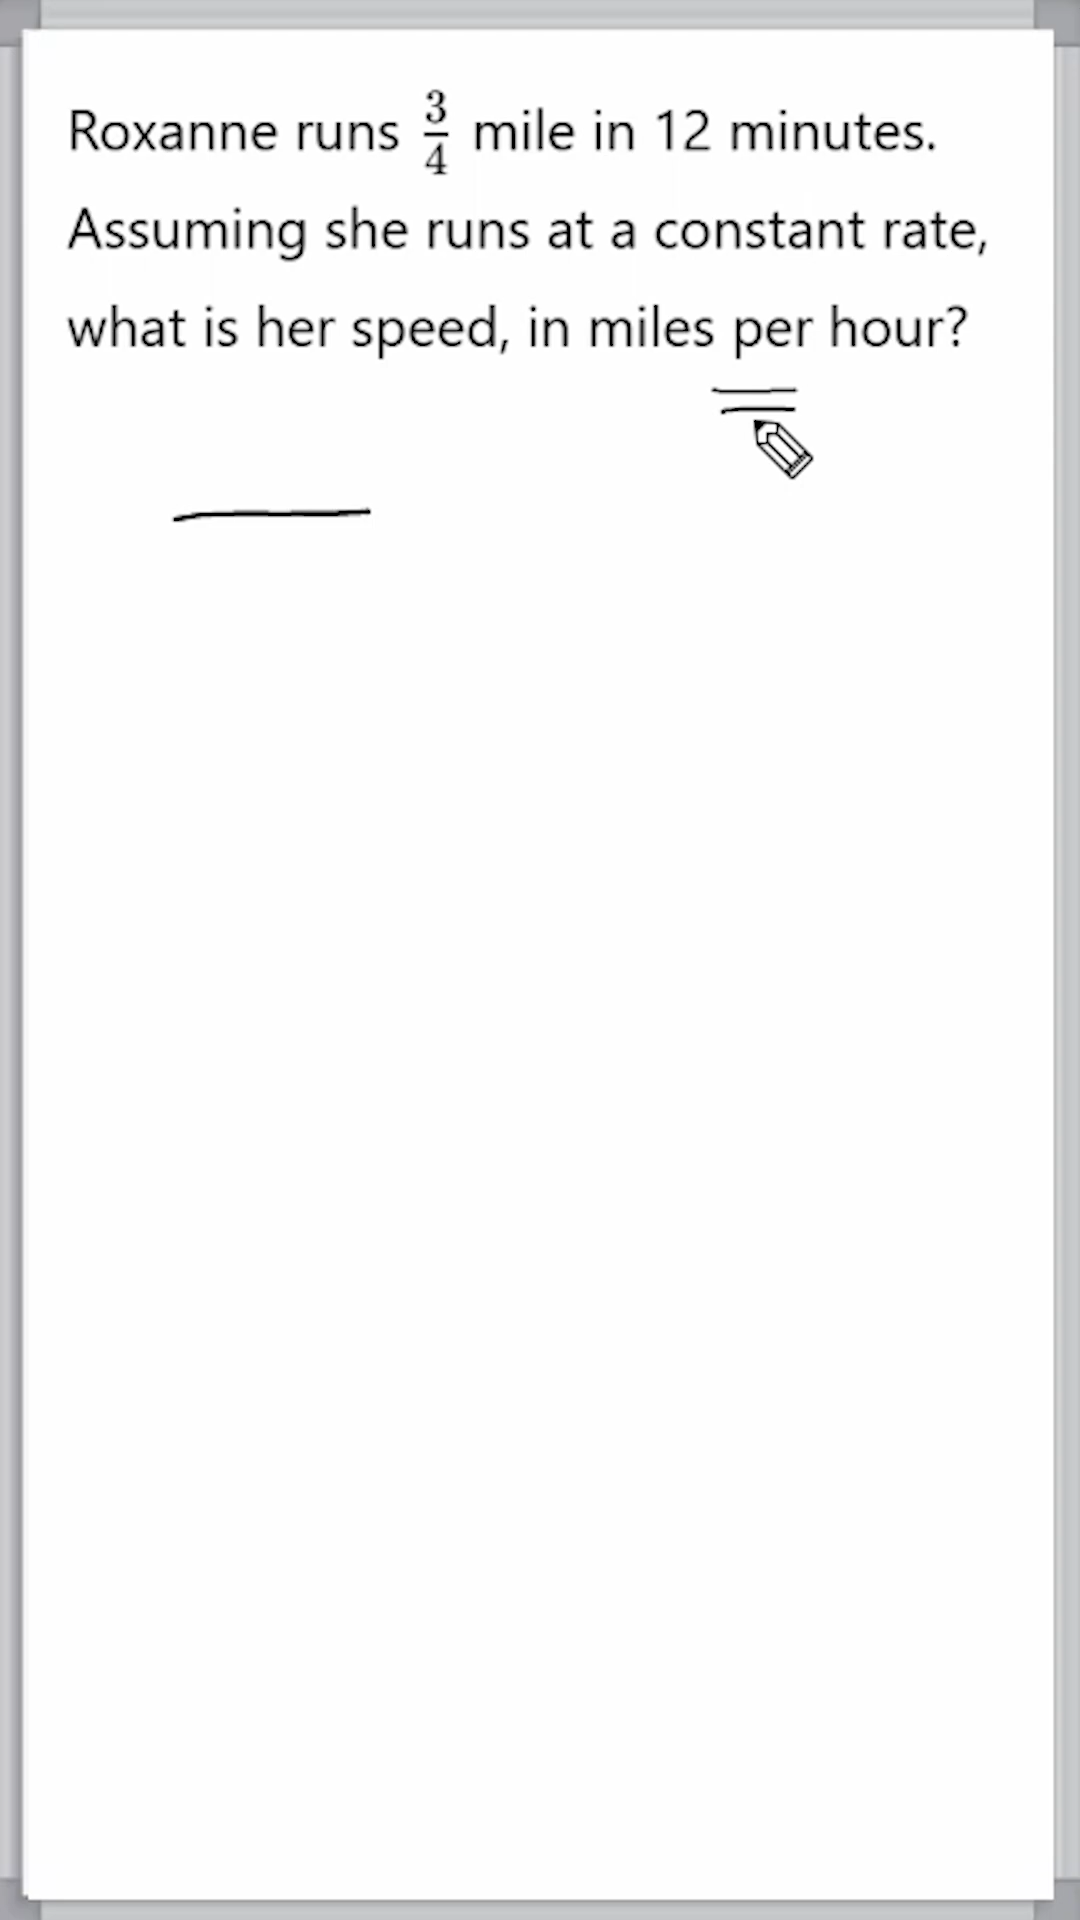 Roxanne runs 3/4 mile in 12 minutes.
Assuming she runs at a constant rate,
what is her speed, in miles per hour?